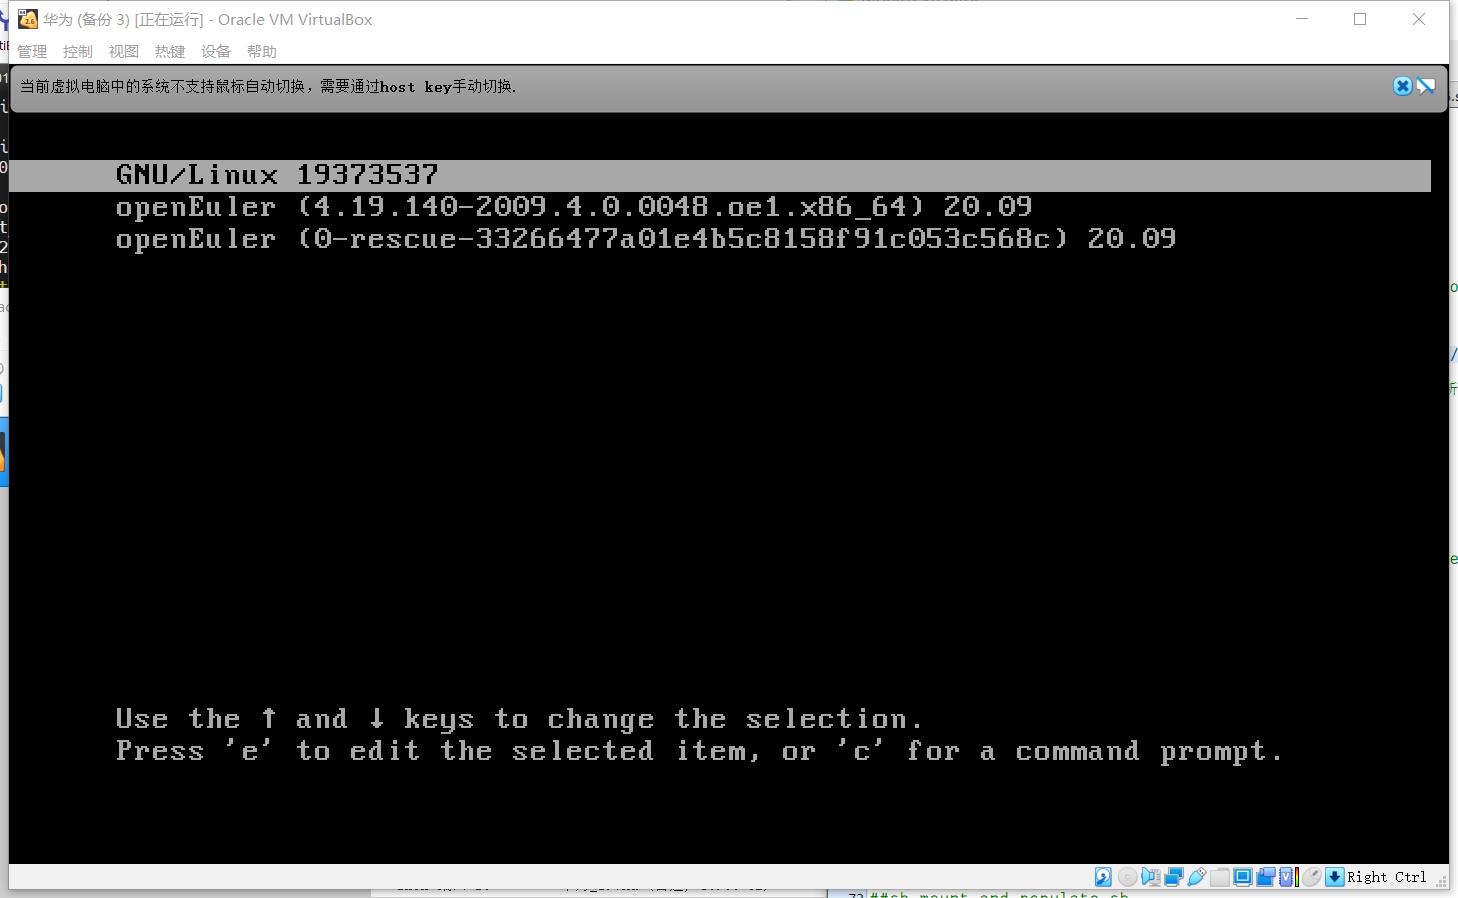 华为 (备份 3) [正在运行] - Oracle VM VirtualBox
管理 控制 视图 热键 设备 帮助
当前虚拟电脑中的系统不支持鼠标自动切换，需要通过host key手动切换.
GNU/Linux 19373537
openEuler (4.19.140-2009.4.0.0048.oe1.x86_64) 20.09
openEuler (0-rescue-33266477a01e4b5c8158f91c053c568c) 20.09
Use the ↑ and ↓ keys to change the selection.
Press 'e' to edit the selected item, or 'c' for a command prompt.
Right Ctrl